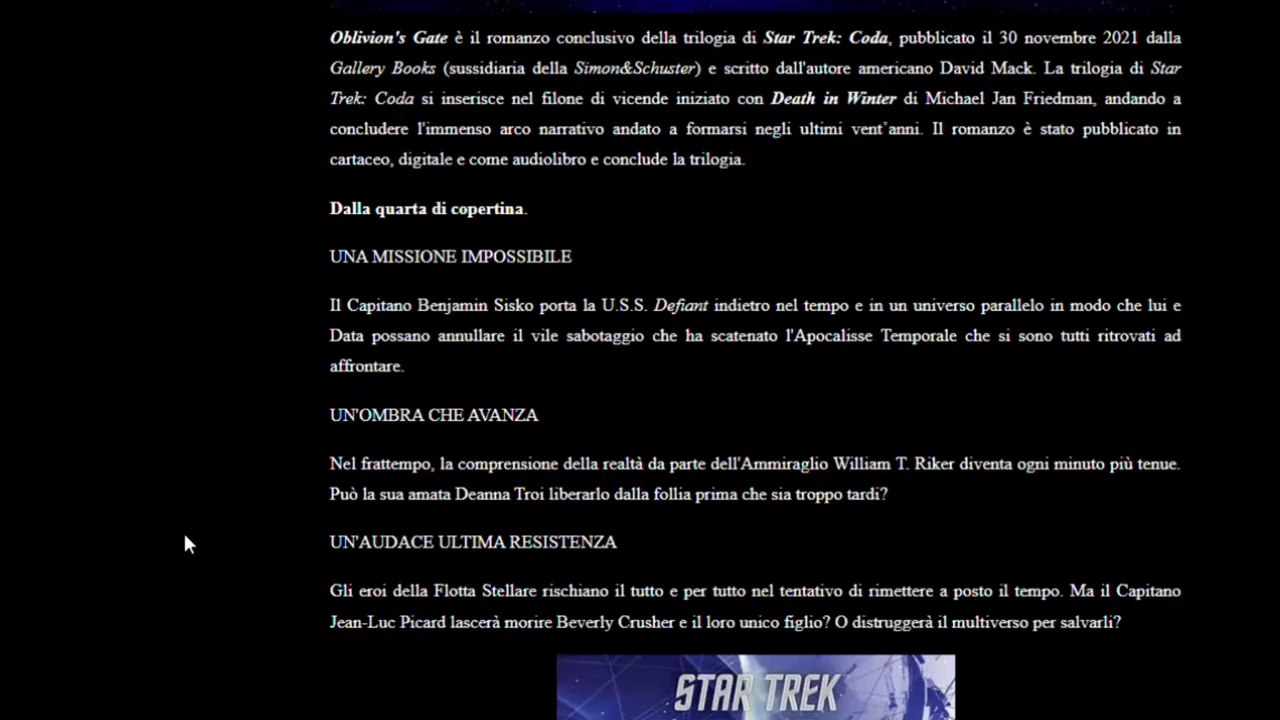 Oblivion's Gate è il romanzo conclusivo della trilogia di Star Trek: Coda, pubblicato il 30 novembre 2021 dalla
Gallery Books (sussidiaria della Simon&Schuster) e scritto dall'autore americano David Mack. La trilogia di Star
Trek: Coda si inserisce nel filone di vicende iniziato con Death in Winter di Michael Jan Friedman, andando a
concludere l'immenso arco narrativo andato a formarsi negli ultimi vent'anni. Il romanzo è stato pubblicato in
cartaceo, digitale e come audiolibro e conclude la trilogia.
Dalla quarta di copertina.
UNA MISSIONE IMPOSSIBILE
Il Capitano Benjamin Sisko porta la U.S.S. Defiant indietro nel tempo e in un universo parallelo in modo che lui e
Data possano annullare il vile sabotaggio che ha scatenato l'Apocalisse Temporale che si sono tutti ritrovati ad
affrontare.
UN'OMBRA CHE AVANZA
Nel frattempo, la comprensione della realtà da parte dell'Ammiraglio William T. Riker diventa ogni minuto più tenue.
Può la sua amata Deanna Troi liberarlo dalla follia prima che sia troppo tardi?
UN'AUDACE ULTIMA RESISTENZA
Gli eroi della Flotta Stellare rischiano il tutto e per tutto nel tentativo di rimettere a posto il tempo. Ma il Capitano
Jean-Luc Picard lascerà morire Beverly Crusher e il loro unico figlio? O distruggerà il multiverso per salvarli?
STAR TREK